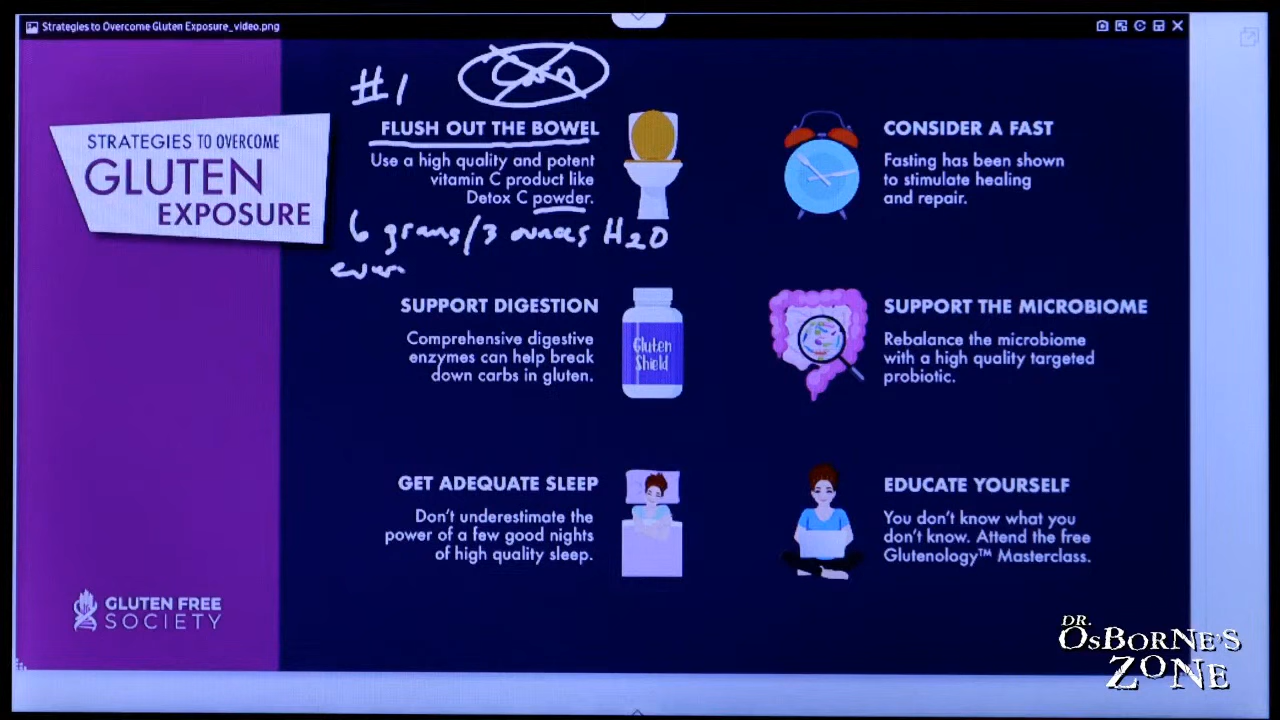 Strategies to Overcome Gluten Exposure_video.png
STRATEGIES TO OVERCOME
GLUTEN
EXPOSURE
#1
Corn
FLUSH OUT THE BOWEL
Use a high quality and potent
vitamin C product like
Detox C powder.
6 grams/3 ounces H2O
ever
CONSIDER A FAST
Fasting has been shown
to stimulate healing
and repair.
SUPPORT DIGESTION
Comprehensive digestive
enzymes can help break
down carbs in gluten.
Gluten
Shield
SUPPORT THE MICROBIOME
Rebalance the microbiome
with a high quality targeted
probiotic.
GET ADEQUATE SLEEP
Don't underestimate the
power of a few good nights
of high quality sleep.
EDUCATE YOURSELF
You don't know what you
don't know. Attend the free
Glutenology™ Masterclass.
GLUTEN FREE
SOCIETY
DR.
OSBORNE'S
ZONE